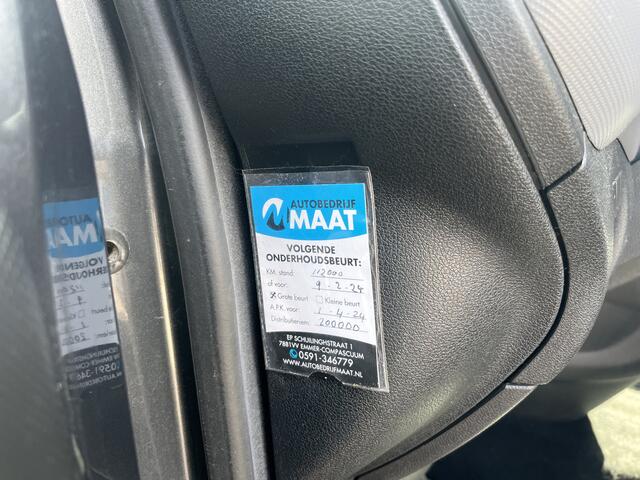 AUTOBEDRIJF
MAAT
VOLGENDE
ONDERHOUDSBEURT:
KM. stand: 112000
of voor: 9-2-24
Grote beurt Kleine beurt
A.P.K. voor: 1-4-24
Distributieriem: 200000
EP SCHUILINGSTRAAT 1
7881VV EMMER-COMPASCUUM
0591-346779
WWW.AUTOBEDRIJFMAAT.NL
MAAT